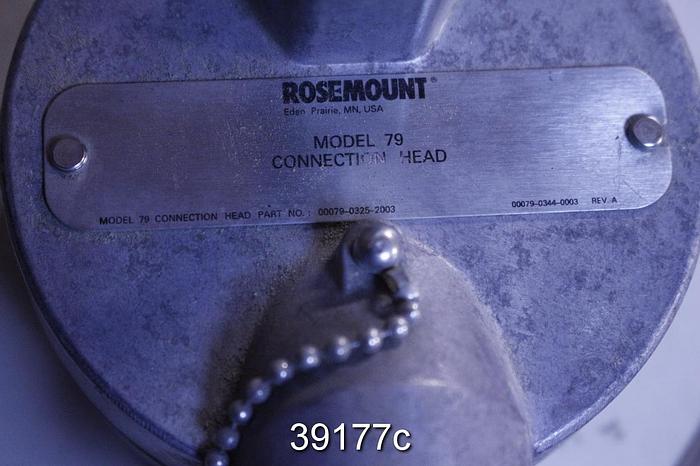 ROSEMOUNT®
Eden Prairie, MN, USA
MODEL 79
CONNECTION HEAD
MODEL 79 CONNECTION HEAD PART NO.: 00079-0325-2003
00079-0344-0003 REV. A
39177c